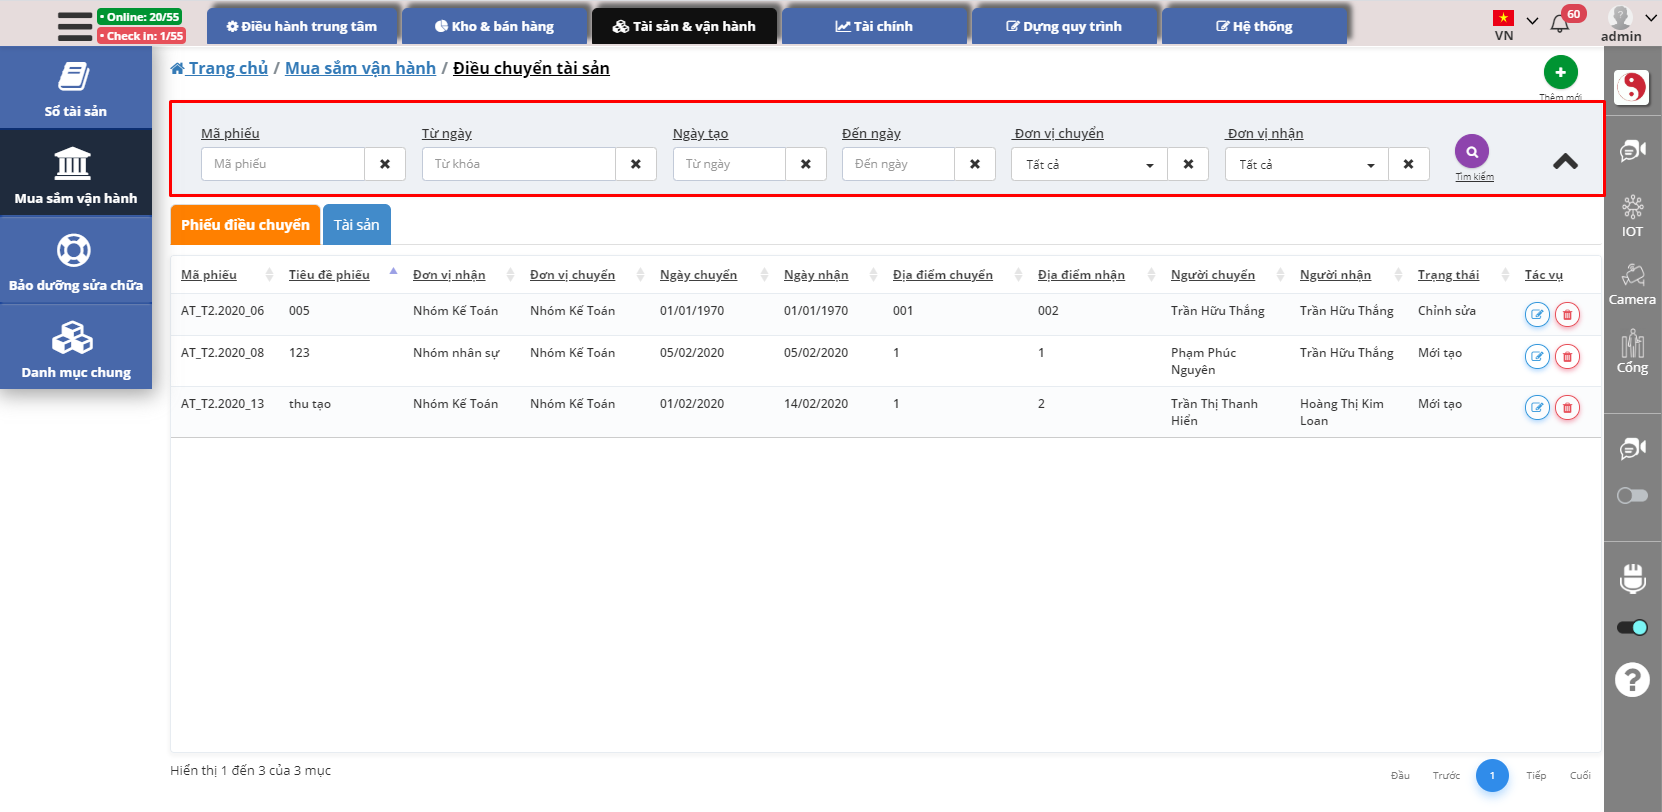 • Online: 20/55
• Check In: 1/55
Điều hành trung tâm
Kho & bán hàng
Tài sản & vận hành
Tài chính
Dựng quy trình
Hệ thống
VN
60
admin
Sổ tài sản
Mua sắm vận hành
Bảo dưỡng sửa chữa
Danh mục chung
Trang chủ / Mua sắm vận hành / Điều chuyển tài sản
Thêm mới
Mã phiếu
Từ ngày
Ngày tạo
Đến ngày
Đơn vị chuyển
Đơn vị nhận
Mã phiếu
Từ khóa
Từ ngày
Đến ngày
Tất cả
Tất cả
Tìm kiếm
Phiếu điều chuyển
Tài sản
Mã phiếu Tiêu đề phiếu Đơn vị nhận Đơn vị chuyển Ngày chuyển Ngày nhận Địa điểm chuyển Địa điểm nhận Người chuyển Người nhận Trạng thái Tác vụ
AT_T2.2020_06 005 Nhóm Kế Toán Nhóm Kế Toán 01/01/1970 01/01/1970 001 002 Trần Hữu Thắng Trần Hữu Thắng Chỉnh sửa
AT_T2.2020_08 123 Nhóm nhân sự Nhóm Kế Toán 05/02/2020 05/02/2020 1 1 Phạm Phúc Trần Hữu Thắng Mới tạo
Nguyên
AT_T2.2020_13 thu tạo Nhóm Kế Toán Nhóm Kế Toán 01/02/2020 14/02/2020 1 2 Trần Thị Thanh Hoàng Thị Kim Mới tạo
Hiển Loan
Hiển thị 1 đến 3 của 3 mục
Đầu
Trước
1
Tiếp
Cuối
IOT
Camera
Cổng
?